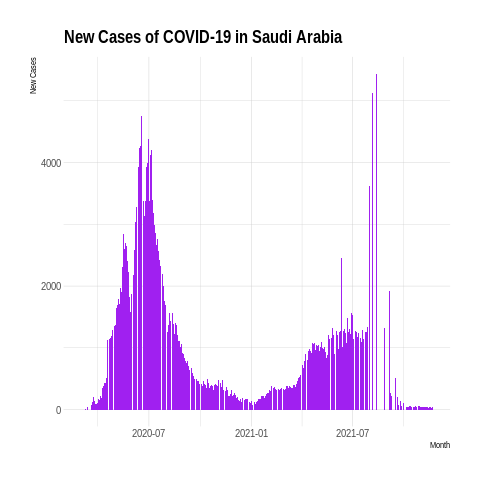 New Cases of COVID-19 in Saudi Arabia
New Cases
4000
2000
0
2020-07 2021-01 2021-07
Month